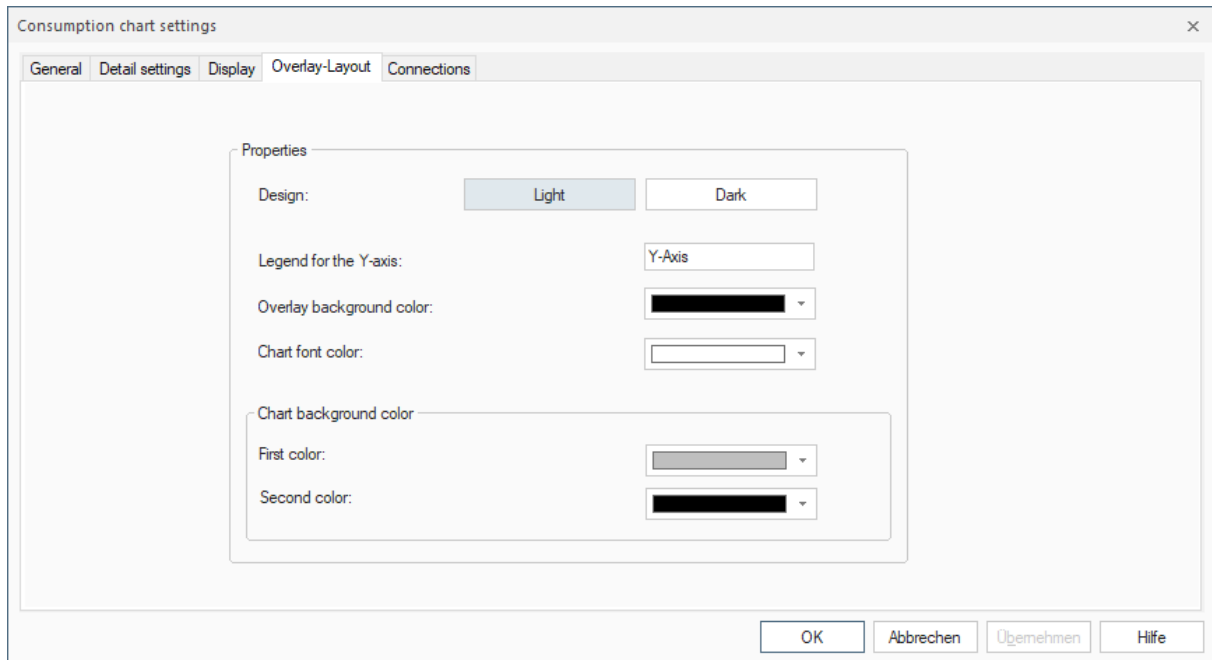 Consumption chart settings
General Detail settings Display Overlay-Layout Connections
Properties
Design: Light Dark
Legend for the Y-axis: Y-Axis
Overlay background color:
Chart font color:
Chart background color
First color:
Second color:
OK Abbrechen Übernehmen Hilfe